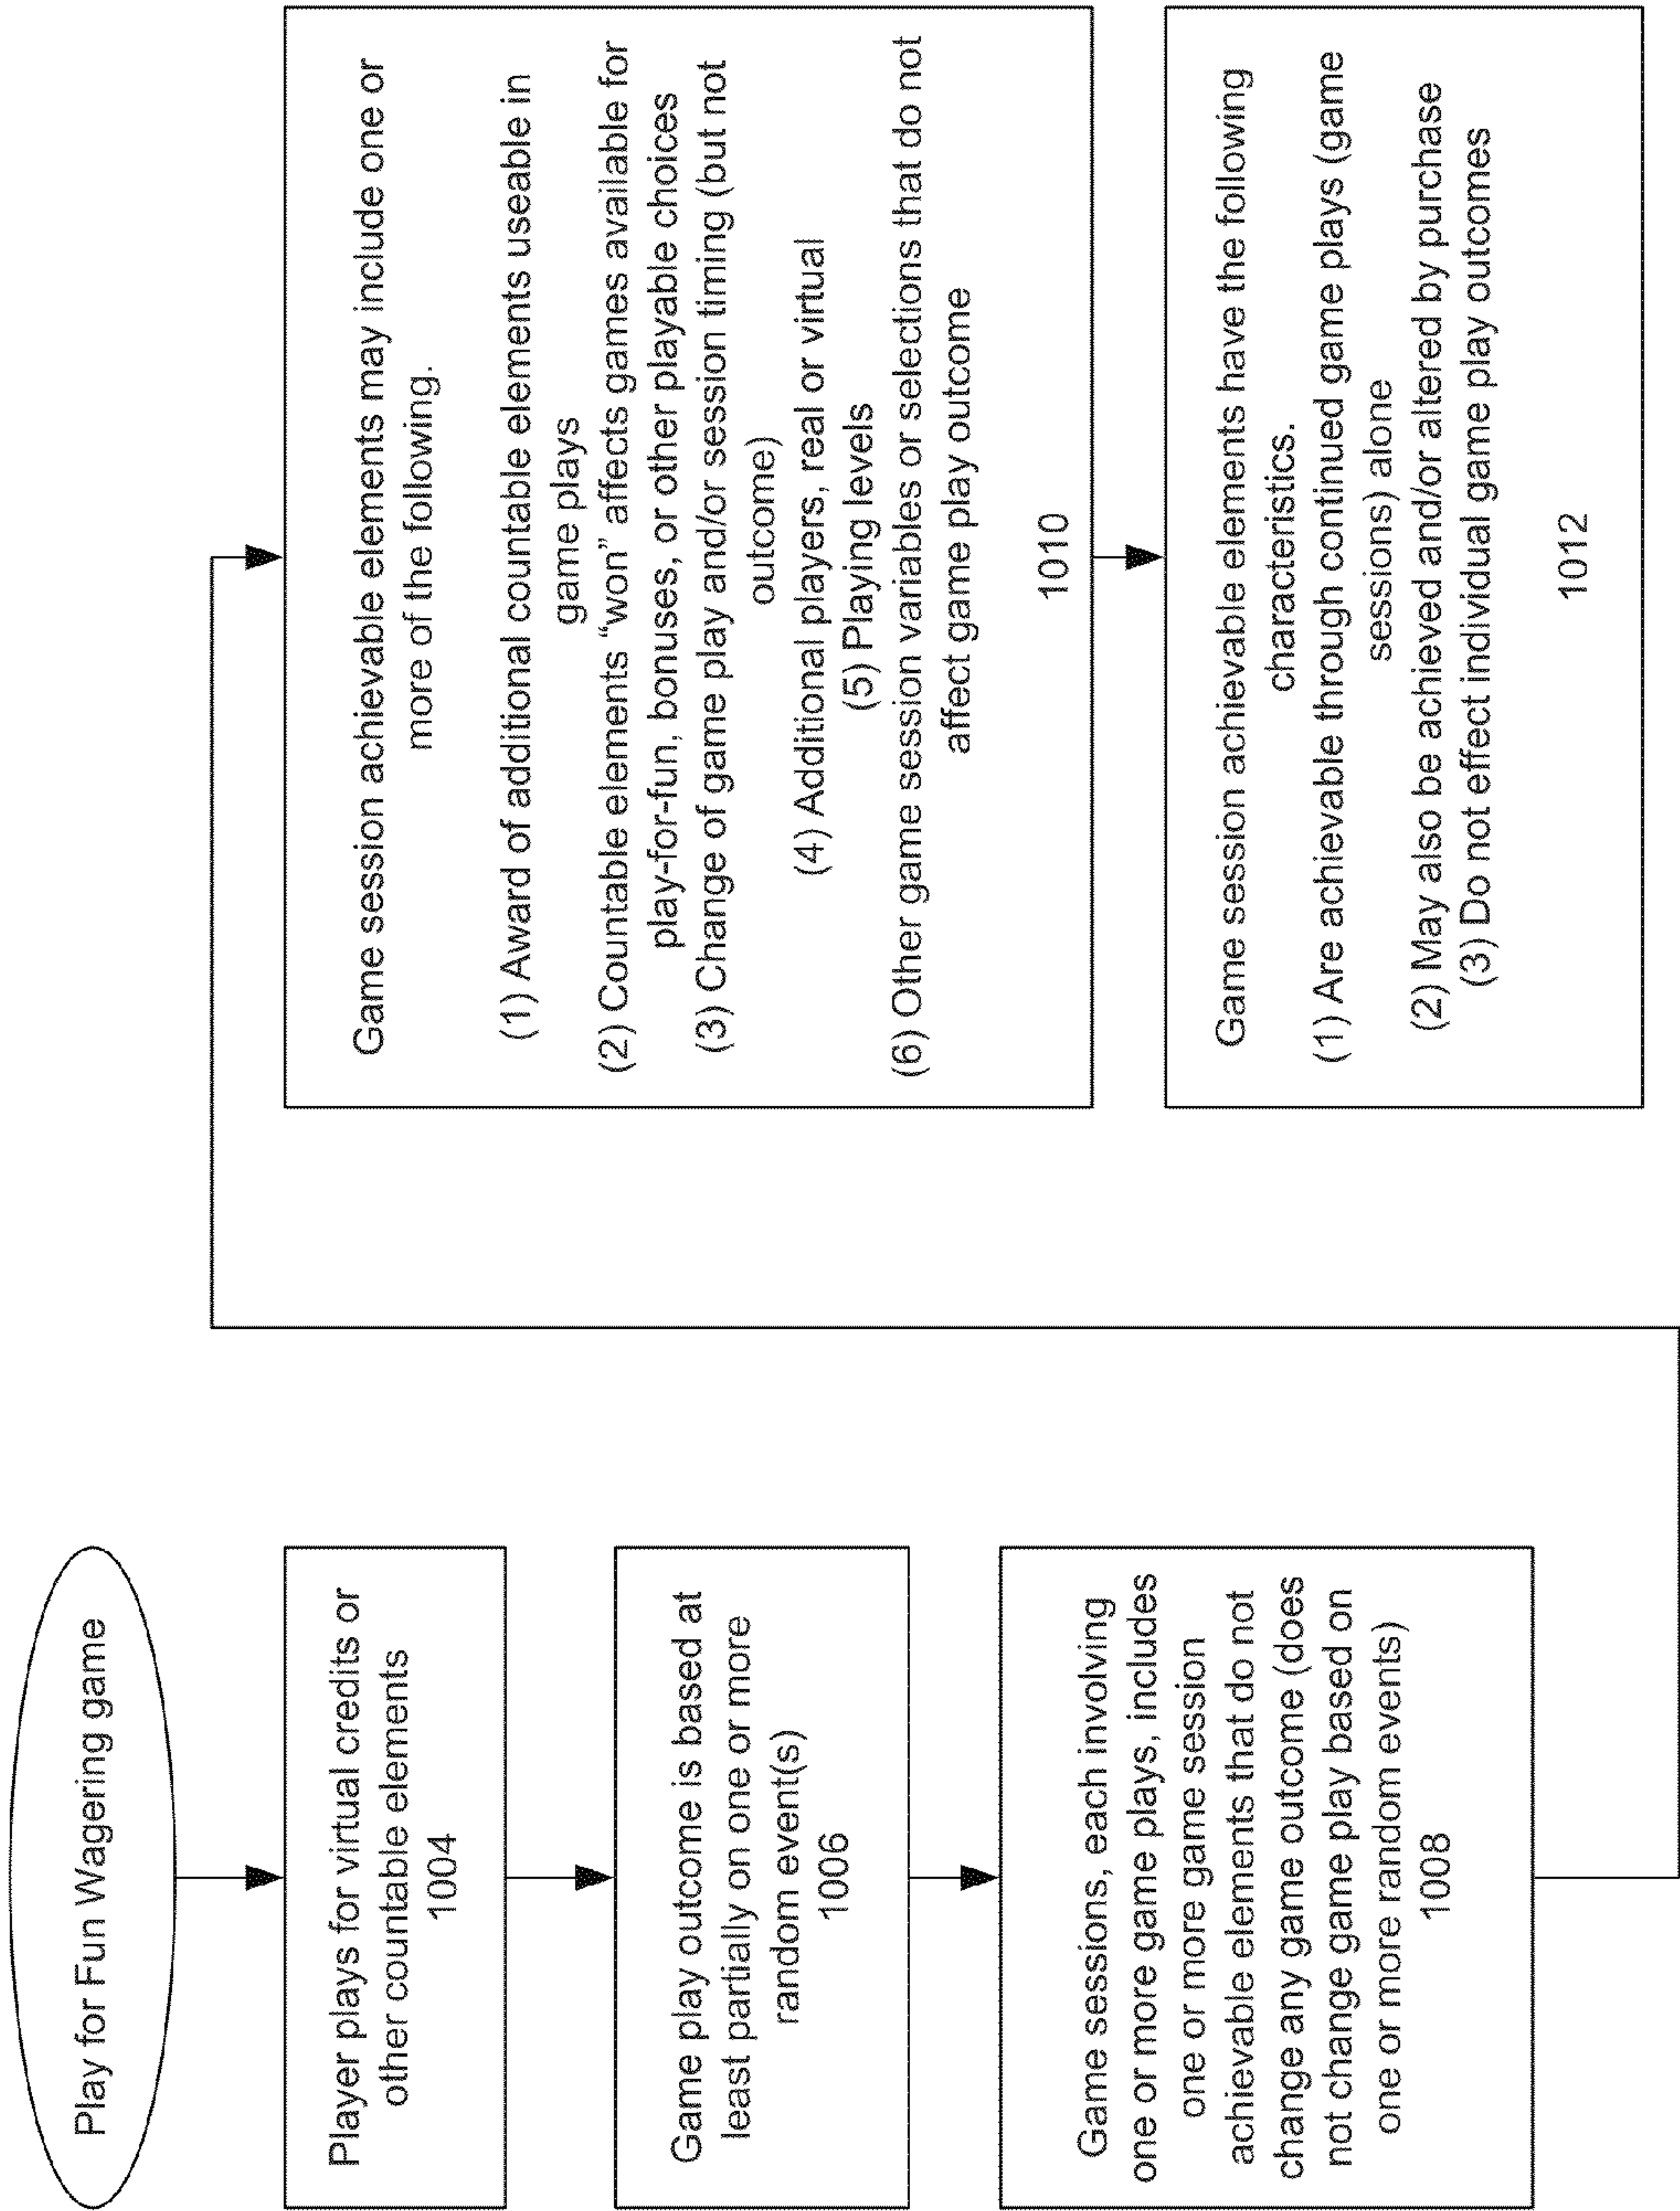 Play for Fun Wagering game
Player plays for virtual credits or
other countable elements
1004
Game play outcome is based at
least partially on one or more
random event(s)
1006
Game sessions, each involving
one or more game plays, includes
one or more game session
achievable elements that do not
change any game outcome (does
not change game play based on
one or more random events)
1008
Game session achievable elements may include one or
more of the following.
(1) Award of additional countable elements useable in
game plays
(2) Countable elements “won” affects games available for
play-for-fun, bonuses, or other playable choices
(3) Change of game play and/or session timing (but not
outcome)
(4) Additional players, real or virtual
(5) Playing levels
(6) Other game session variables or selections that do not
affect game play outcome
1010
Game session achievable elements have the following
characteristics.
(1) Are achievable through continued game plays (game
sessions) alone
(2) May also be achieved and/or altered by purchase
(3) Do not effect individual game play outcomes
1012